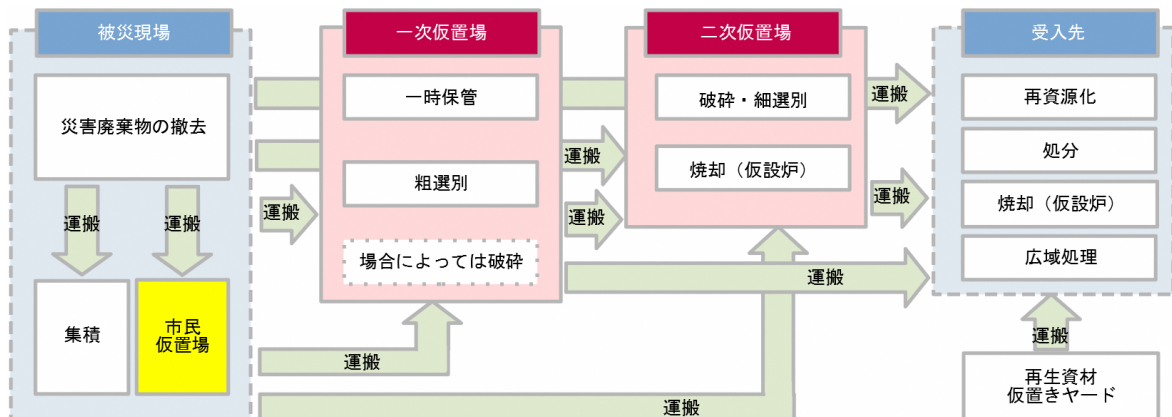 被災現場
一次仮置場
二次仮置場
受入先
災害廃棄物の撤去
一時保管
破砕・細選別
運搬
再資源化
運搬
処分
粗選別
焼却（仮設炉）
運搬
焼却（仮設炉）
運搬
運搬
運搬
運搬
運搬
場合によっては破砕
広域処理
運搬
集積
市民
仮置場
運搬
運搬
再生資材
仮置きヤード
運搬